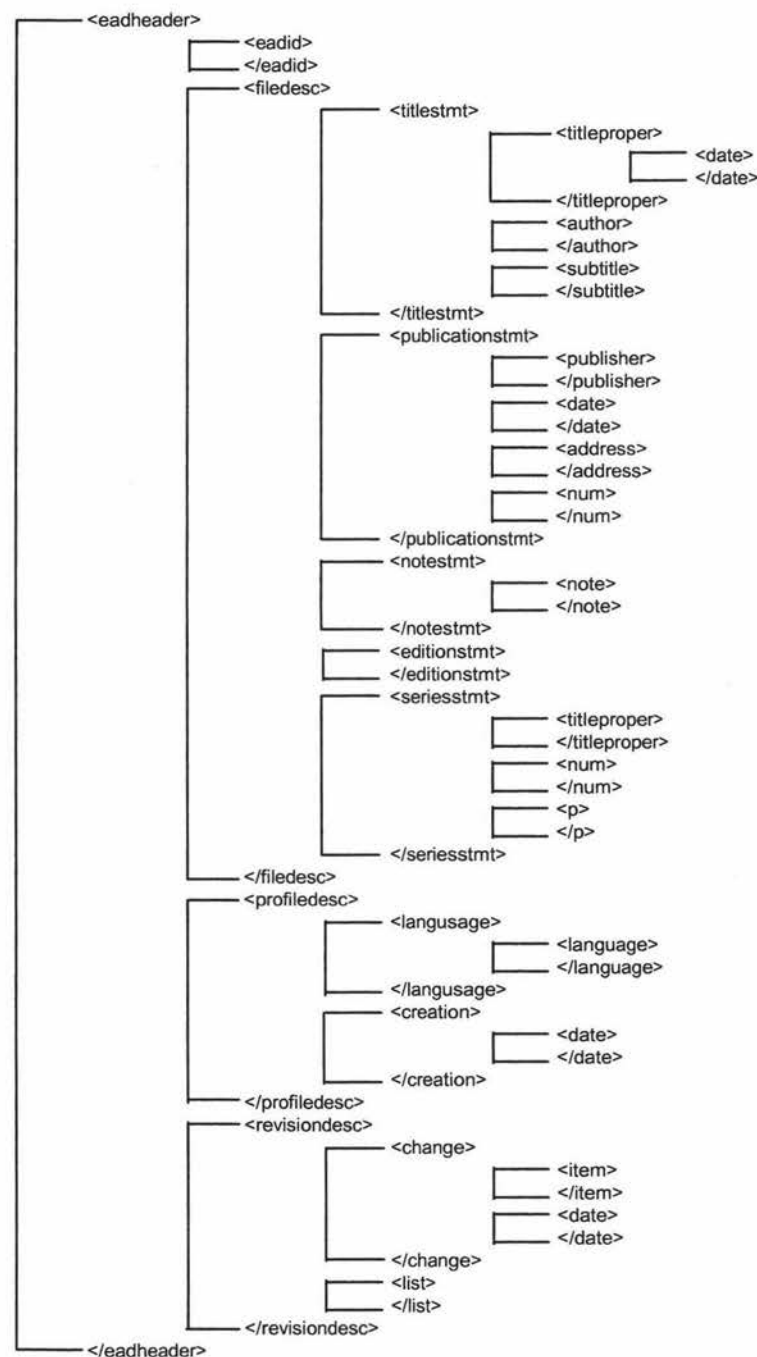 <eadheader>
<eadid>
</eadid>
<filedesc>
<titlestmt>
<titleproper>
<date>
</date>
</titleproper>
<author>
</author>
<subtitle>
</subtitle>
</titlestmt>
<publicationstmt>
<publisher>
</publisher>
<date>
</date>
<address>
</address>
<num>
</num>
</publicationstmt>
<notestmt>
<note>
</note>
</notestmt>
<editionstmt>
</editionstmt>
<seriesstmt>
<titleproper>
</titleproper>
<num>
</num>
<p>
</p>
</seriesstmt>
</filedesc>
<profiledesc>
<langusage>
<language>
</language>
</langusage>
<creation>
<date>
</date>
</creation>
</profiledesc>
<revisiondesc>
<change>
<item>
</item>
<date>
</date>
</change>
<list>
</list>
</revisiondesc>
</eadheader>